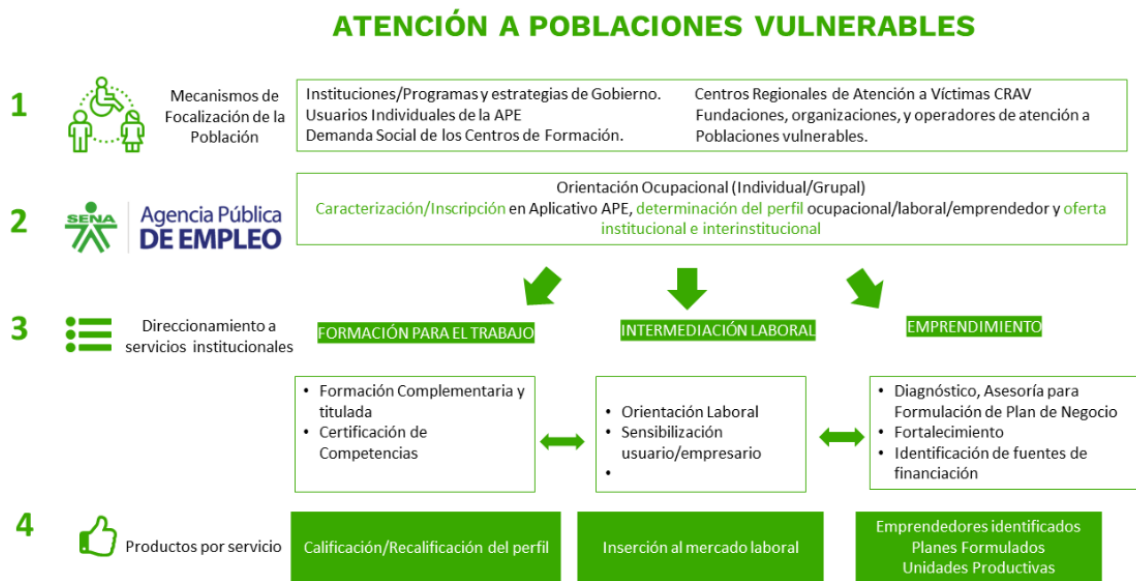 ATENCIÓN A POBLACIONES VULNERABLES
1
Mecanismos de
Focalización de la
Población
Instituciones/Programas y estrategias de Gobierno.
Usuarios Individuales de la APE
Demanda Social de los Centros de Formación.
Centros Regionales de Atención a Víctimas CRAV
Fundaciones, organizaciones, y operadores de atención a
Poblaciones vulnerables.
2
SENA
Agencia Pública
DE EMPLEO
Orientación Ocupacional (Individual/Grupal)
Caracterización/Inscripción en Aplicativo APE, determinación del perfil ocupacional/laboral/emprendedor y oferta
institucional e interinstitucional
3
Direccionamiento a
servicios institucionales
FORMACIÓN PARA EL TRABAJO
INTERMEDIACIÓN LABORAL
EMPRENDIMIENTO
• Formación Complementaria y
titulada
• Certificación de
Competencias
• Orientación Laboral
• Sensibilización
usuario/empresario
•
• Diagnóstico, Asesoría para
Formulación de Plan de Negocio
• Fortalecimiento
• Identificación de fuentes de
financiación
4
Productos por servicio
Calificación/Recalificación del perfil
Inserción al mercado laboral
Emprendedores identificados
Planes Formulados
Unidades Productivas